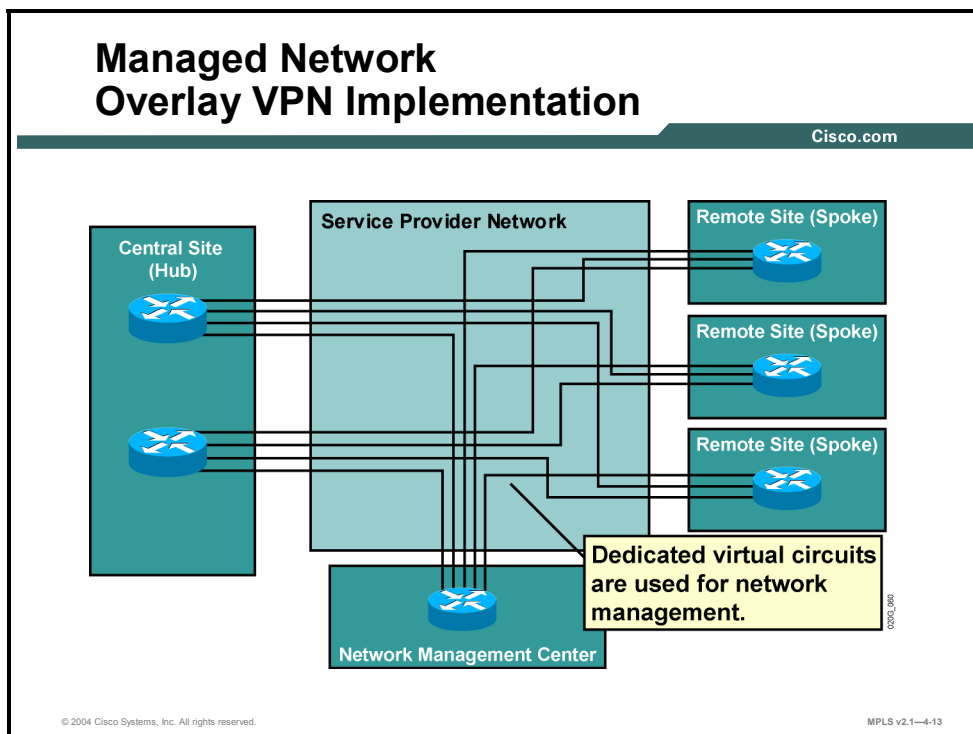 Managed Network
Overlay VPN Implementation
Cisco.com
Service Provider Network
Central Site
(Hub)
Remote Site (Spoke)
Remote Site (Spoke)
Remote Site (Spoke)
Dedicated virtual circuits
are used for network
management.
Network Management Center
020G_060
© 2004 Cisco Systems, Inc. All rights reserved.
MPLS v2.1—4-13